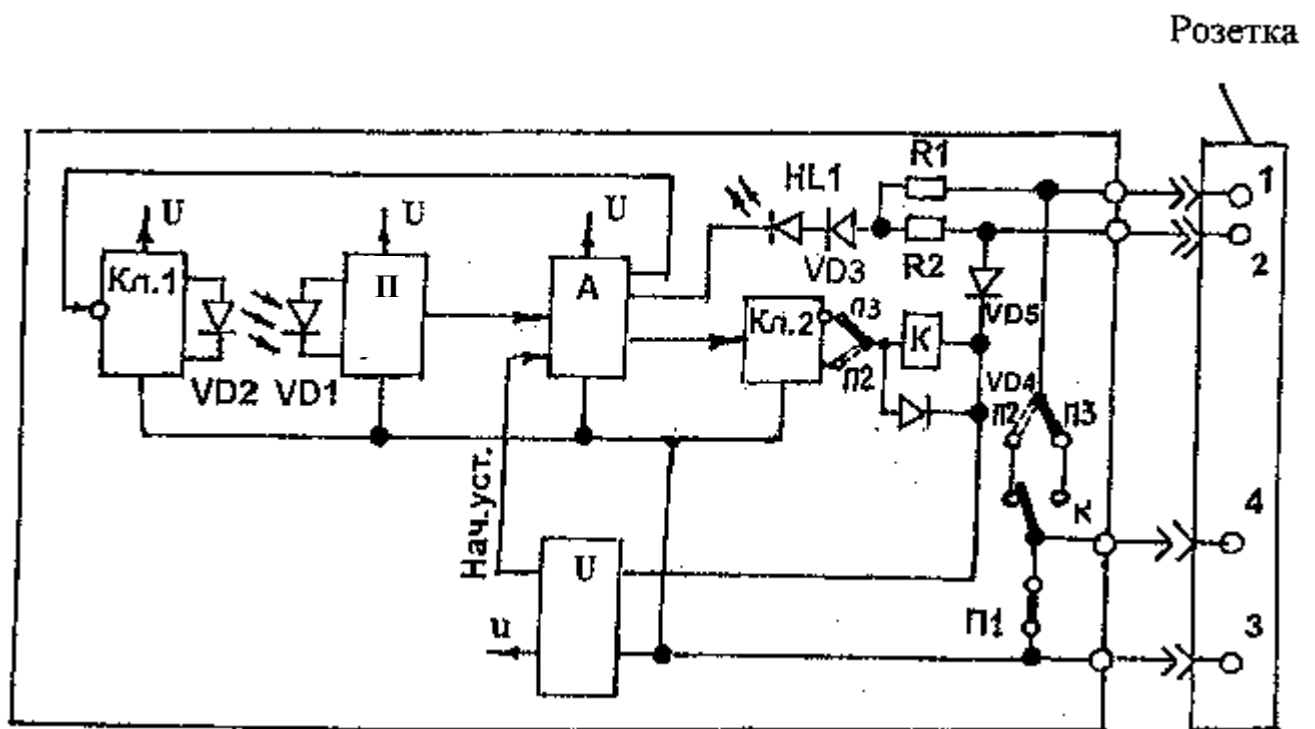 Розетка
R1
HL1
1
U
U
U
Кл.1
П
А
VD3
R2
2
Кл.2
П3
К
VD5
П2
VD2
VD1
VD4
П2
П3
К
4
Нач.уст.
U
П1
3
u